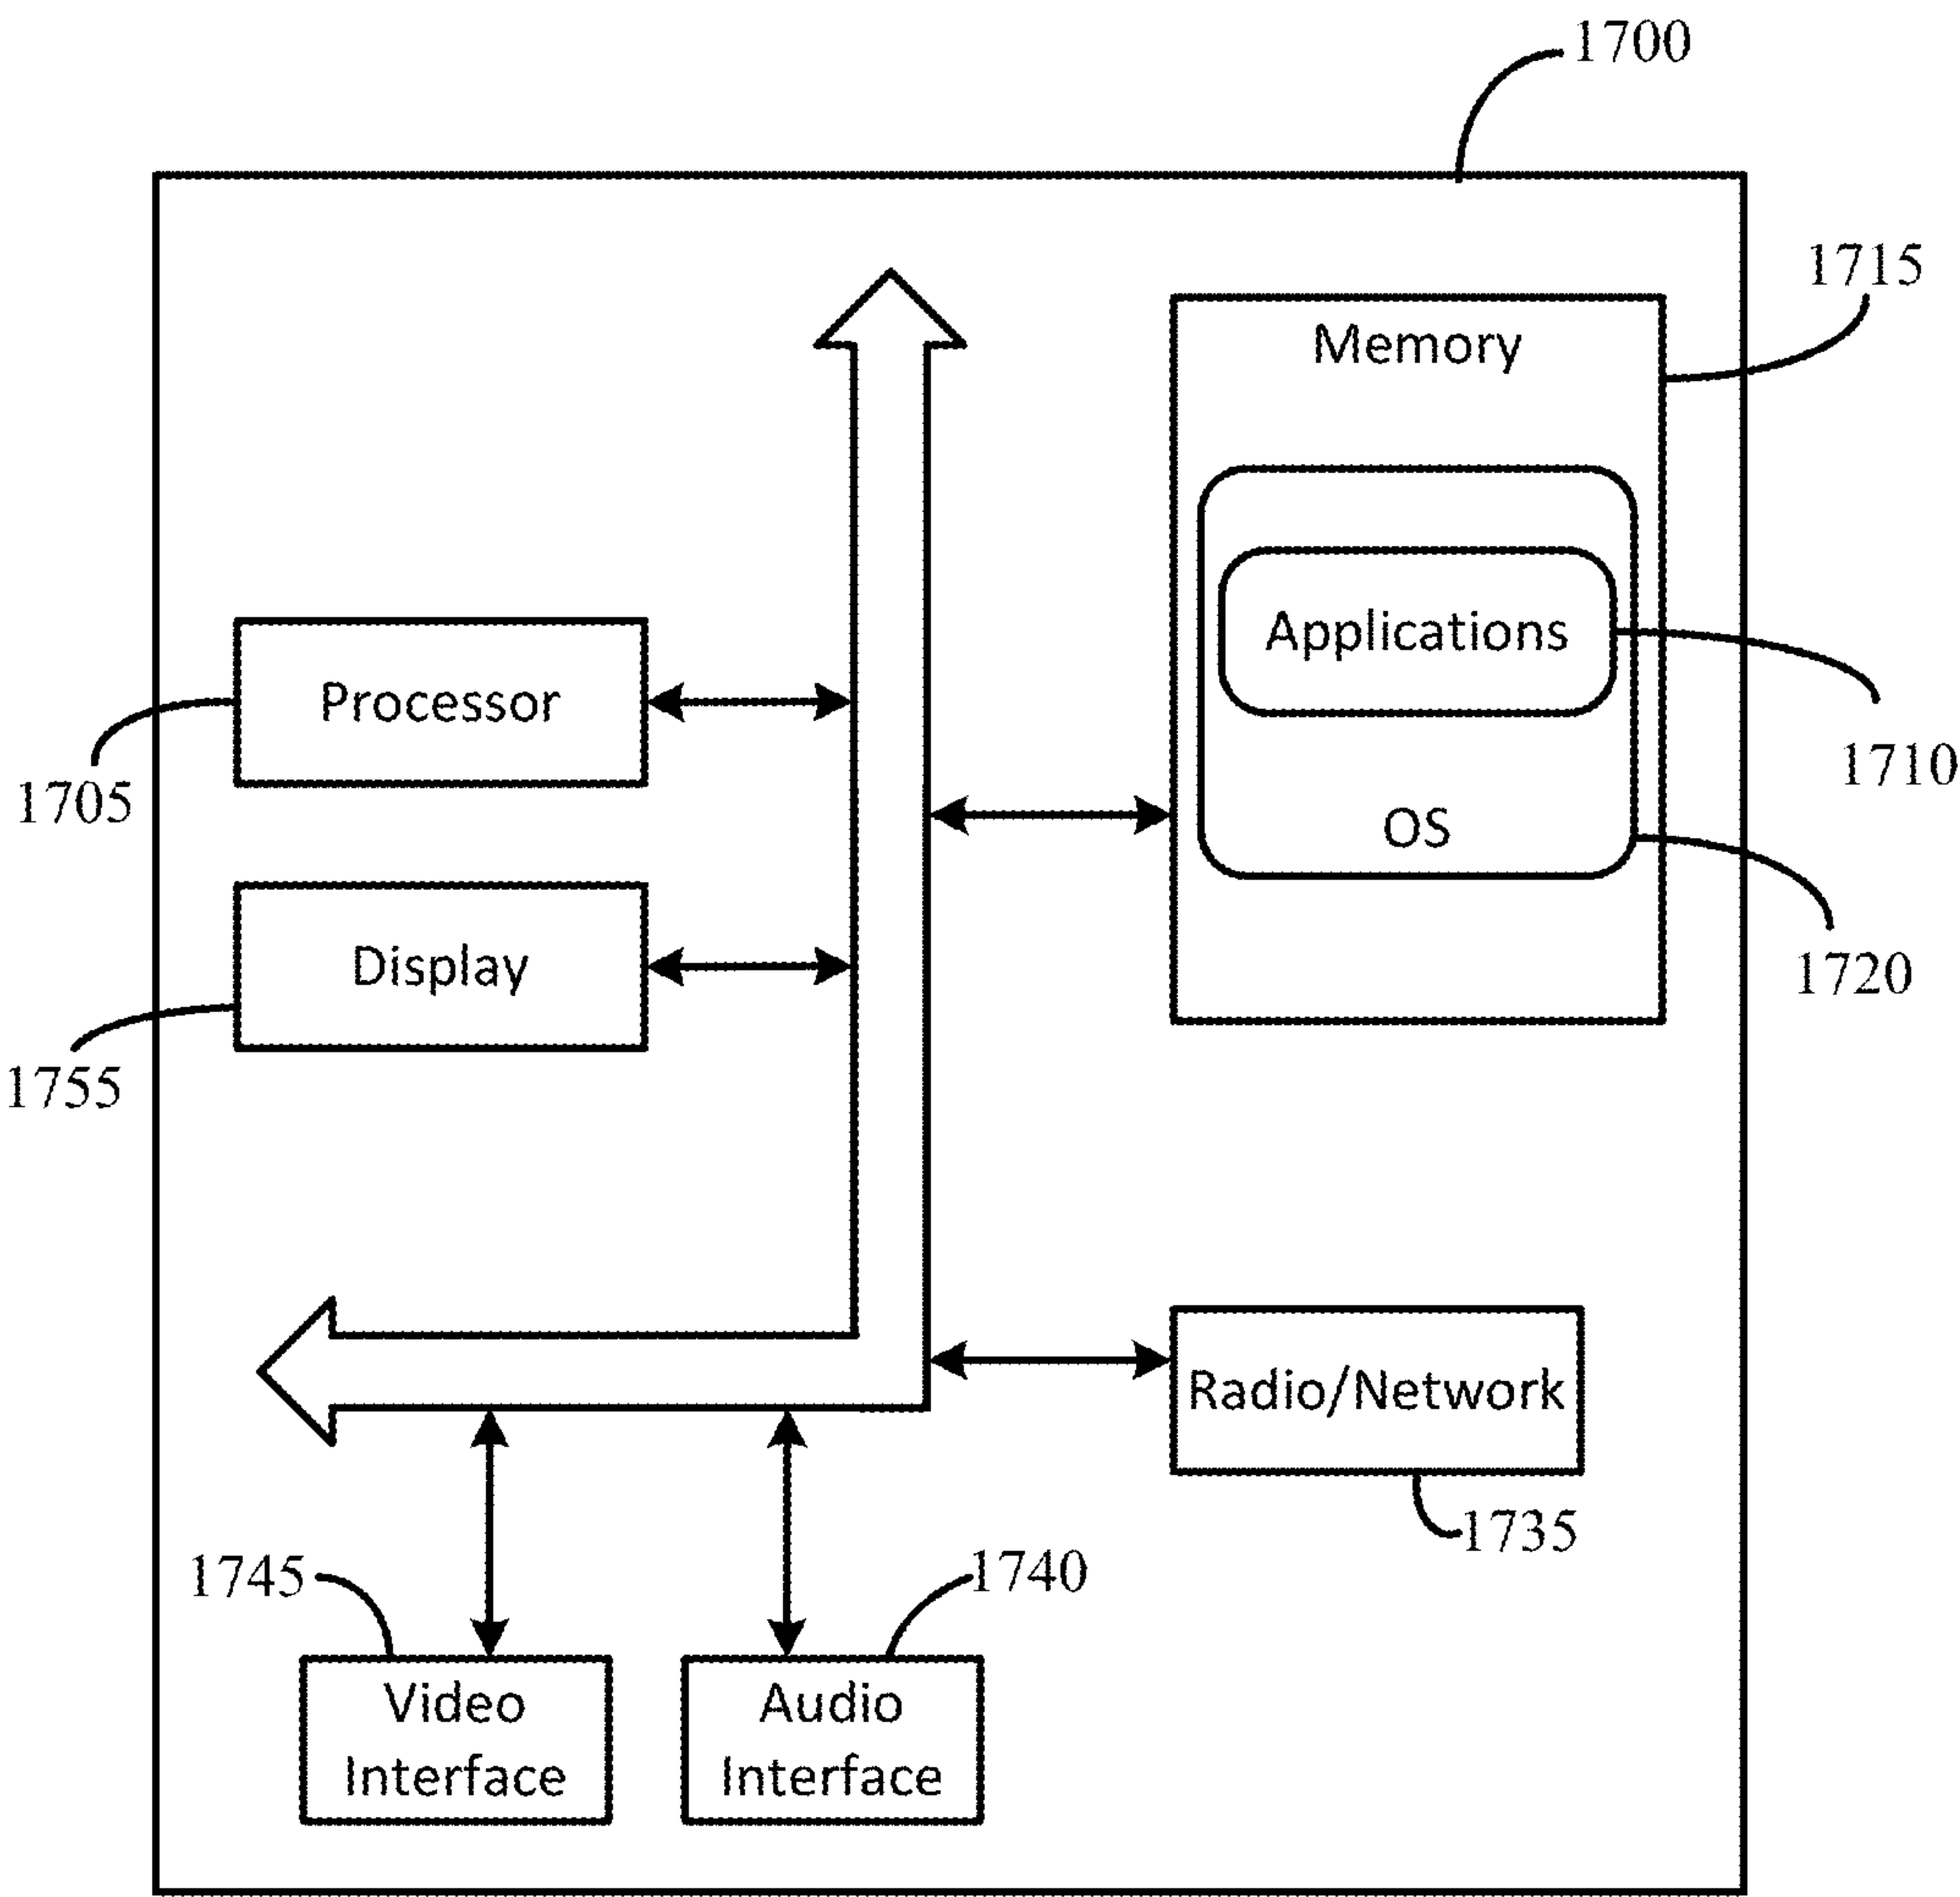 1700
1715
Memory
Applications
Processor
1710
1705
OS
Display
1720
1755
Radio/Network
1735
1745
1740
Video
Interface
Audio
Interface